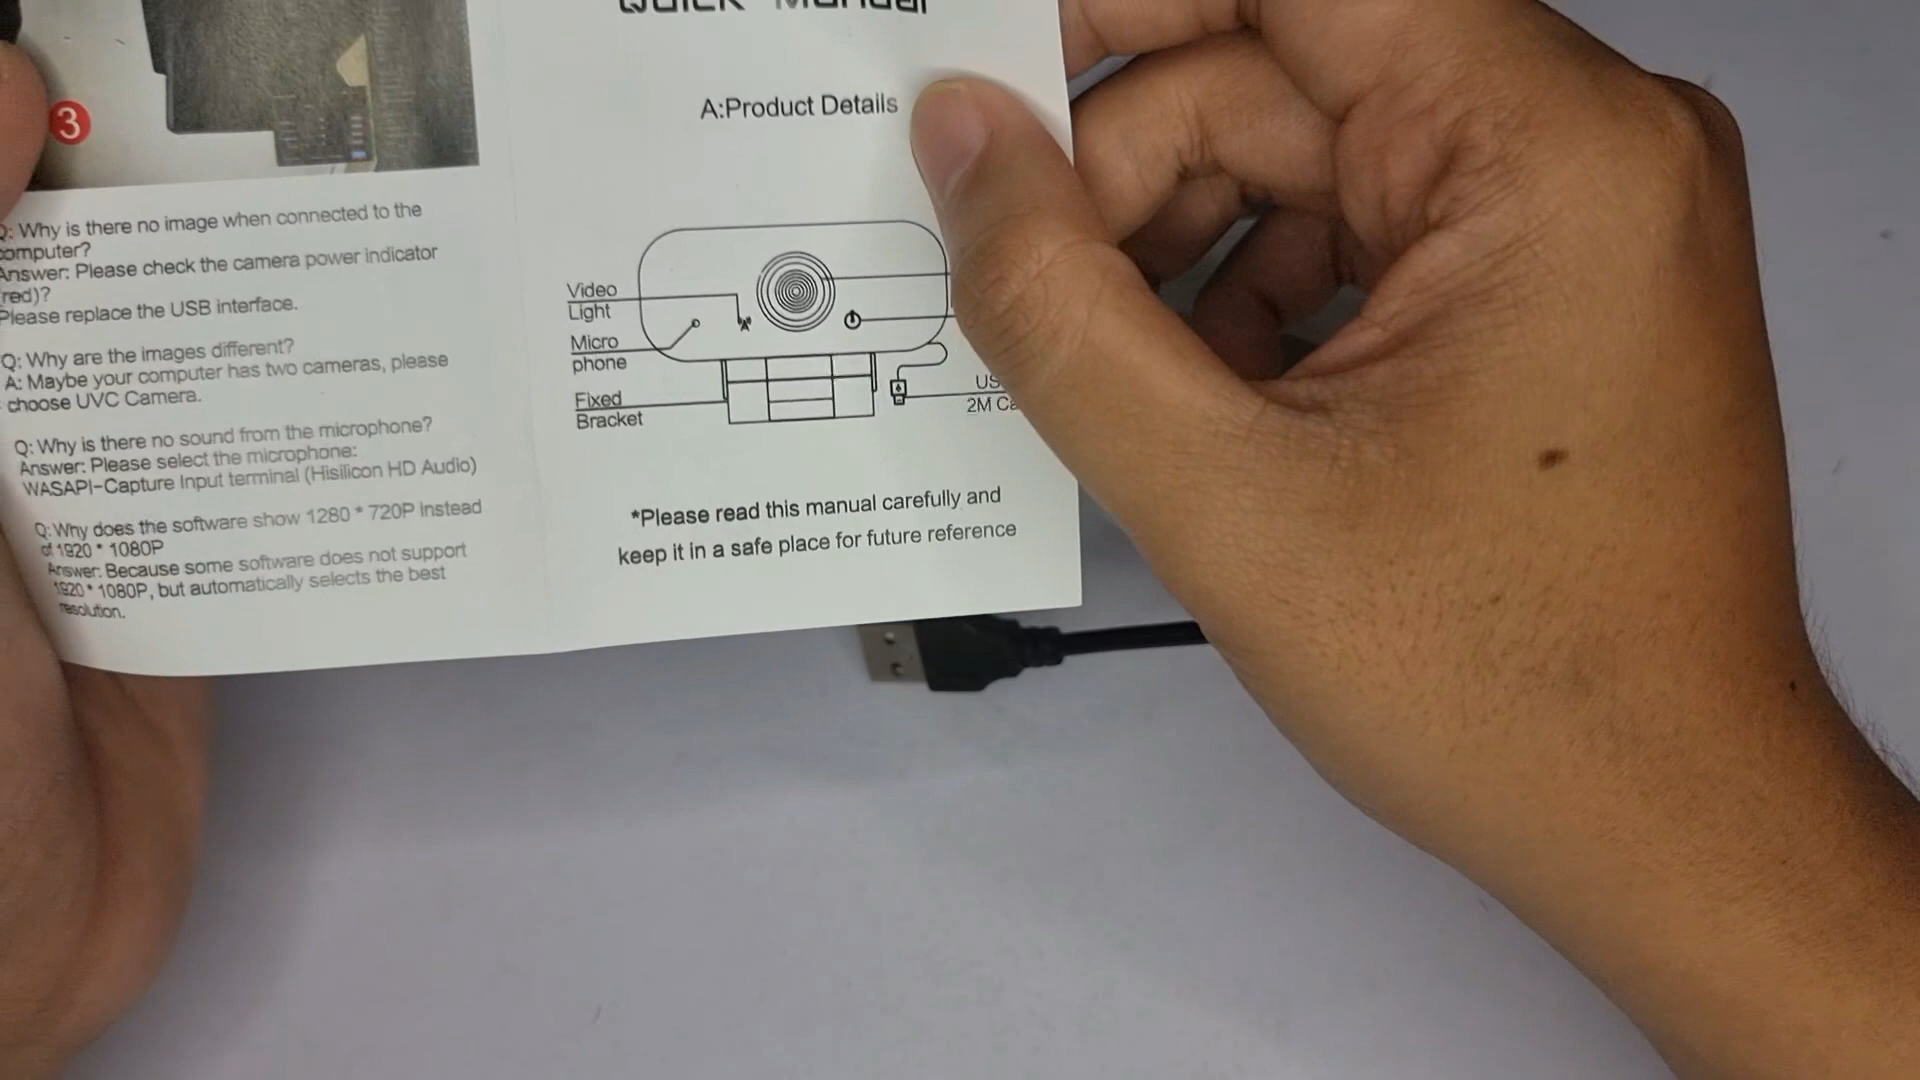 3
Q: Why is there no image when connected to the
computer?
Answer: Please check the camera power indicator
red)?
Please replace the USB interface.
Q: Why are the images different?
A: Maybe your computer has two cameras, please
choose UVC Camera.
Q: Why is there no sound from the microphone?
Answer: Please select the microphone:
WASAPI-Capture Input terminal (Hisilicon HD Audio)
Q: Why does the software show 1280 * 720P instead
of 1920 * 1080P
Answer: Because some software does not support
1920 * 1080P, but automatically selects the best
resolution.
Quick Manual
A:Product Details
Video
Light
Micro
phone
Fixed
Bracket
2M
*Please read this manual carefully and
keep it in a safe place for future reference